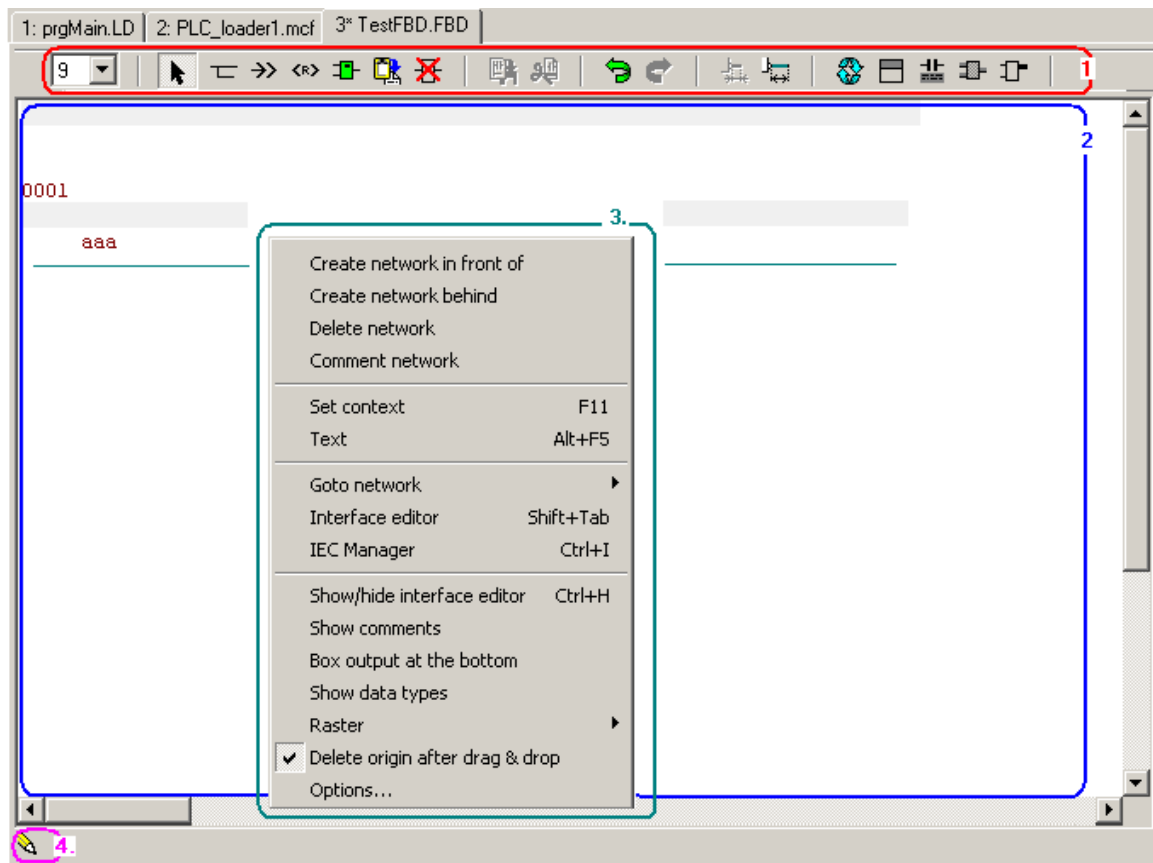 1: prgMain.LD 2: PLC_loader1.mcf 3* TestFBD.FBD
9 <R> 1
2
0001
3.
aaa
Create network in front of
Create network behind
Delete network
Comment network
Set context F11
Text Alt+F5
Goto network
Interface editor Shift+Tab
IEC Manager Ctrl+I
Show/hide interface editor Ctrl+H
Show comments
Box output at the bottom
Show data types
Raster
Delete origin after drag & drop
Options...
4.